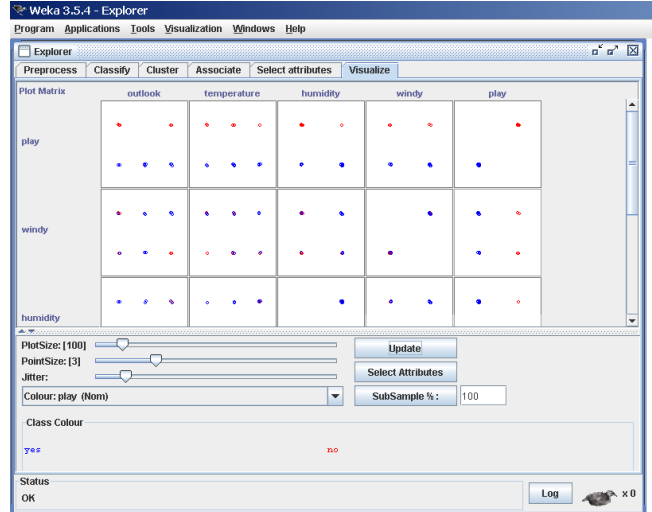 Weka 3.5.4 - Explorer
Program Applications Tools Visualization Windows Help
Explorer
Preprocess Classify Cluster Associate Select attributes Visualize
Plot Matrix outlook temperature humidity windy play
play
windy
humidity
PlotSize: [100]
PointSize: [3]
Jitter:
Update
Select Attributes
Colour: play (Nom)
SubSample % : 100
Class Colour
yes no
Status
OK
Log x 0